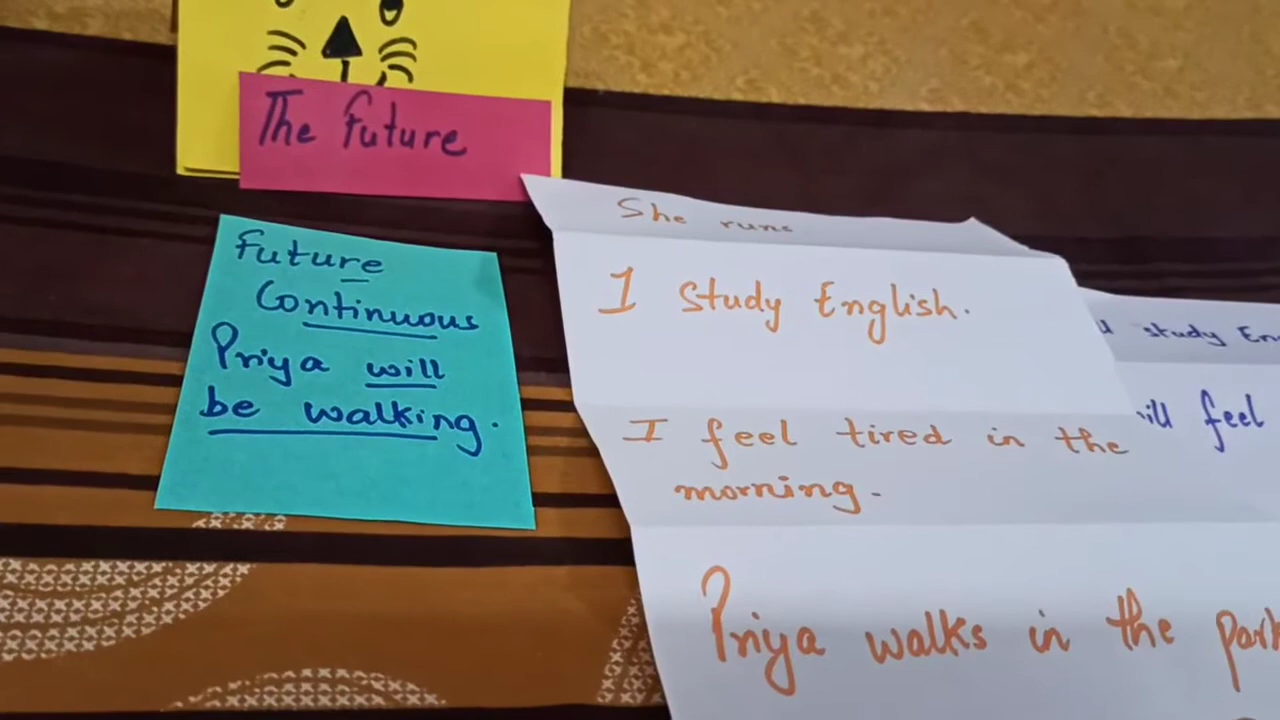 The Future
Future
Continuous
Priya will
be walking.
She runs
I study English.
I feel tired in the
morning.
Priya walks in the
study
will feel